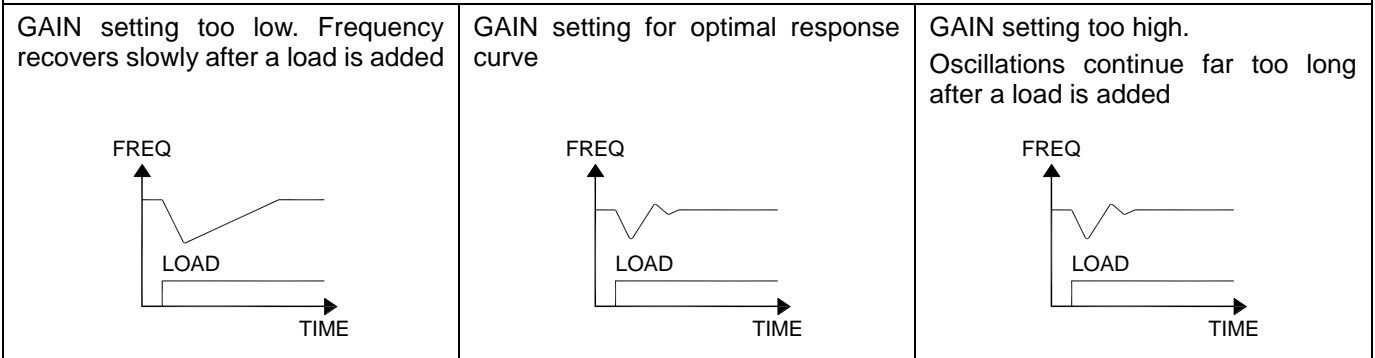 GAIN setting too low. Frequency
recovers slowly after a load is added
FREQ
LOAD
TIME
GAIN setting for optimal response
curve
FREQ
LOAD
TIME
GAIN setting too high.
Oscillations continue far too long
after a load is added
FREQ
LOAD
TIME